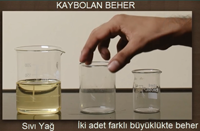 KAYBOLAN BEHER
Sıvı Yağ
İki adet farklı büyüklükte beher